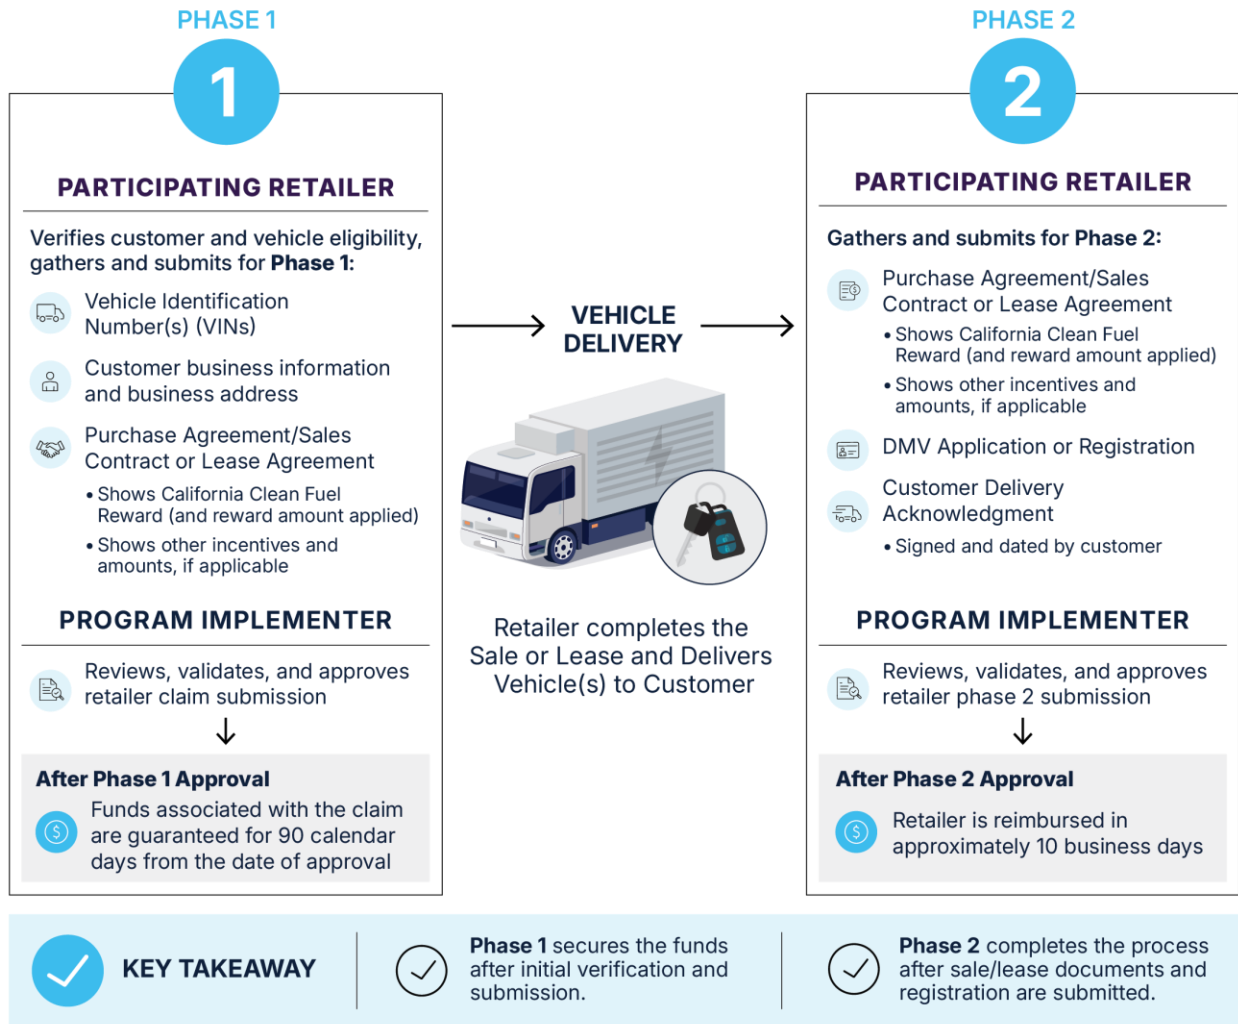 PHASE 1
1
PARTICIPATING RETAILER
Verifies customer and vehicle eligibility,
gathers and submits for Phase 1:
Vehicle Identification
Number(s) (VINs)
Customer business information
and business address
Purchase Agreement/Sales
Contract or Lease Agreement
• Shows California Clean Fuel
Reward (and reward amount applied)
• Shows other incentives and
amounts, if applicable
PROGRAM IMPLEMENTER
Reviews, validates, and approves
retailer claim submission
After Phase 1 Approval
$
Funds associated with the claim
are guaranteed for 90 calendar
days from the date of approval
VEHICLE
DELIVERY
Retailer completes the
Sale or Lease and Delivers
Vehicle(s) to Customer
PHASE 2
2
PARTICIPATING RETAILER
Gathers and submits for Phase 2:
$
Purchase Agreement/Sales
Contract or Lease Agreement
• Shows California Clean Fuel
Reward (and reward amount applied)
• Shows other incentives and
amounts, if applicable
DMV Application or Registration
Customer Delivery
Acknowledgment
• Signed and dated by customer
PROGRAM IMPLEMENTER
Reviews, validates, and approves
retailer phase 2 submission
After Phase 2 Approval
$
Retailer is reimbursed in
approximately 10 business days
KEY TAKEAWAY
Phase 1 secures the funds
after initial verification and
submission.
Phase 2 completes the process
after sale/lease documents and
registration are submitted.